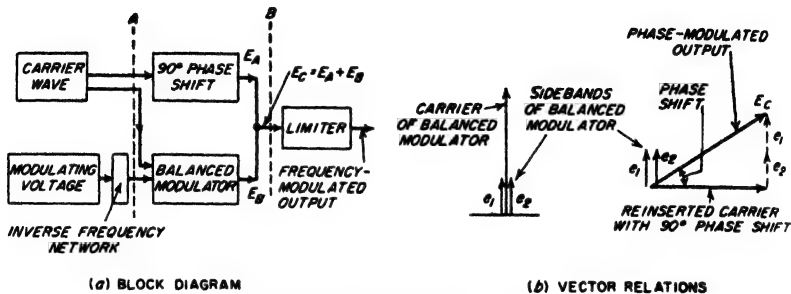 A
B
CARRIER
WAVE
90° PHASE
SHIFT
E_A
E_C = E_A + E_B
LIMITER
MODULATING
VOLTAGE
BALANCED
MODULATOR
E_B
FREQUENCY-
MODULATED
OUTPUT
INVERSE FREQUENCY
NETWORK
(a) BLOCK DIAGRAM
CARRIER
OF BALANCED
MODULATOR
SIDEBANDS
OF BALANCED
MODULATOR
e1
e2
PHASE-MODULATED
OUTPUT
PHASE
SHIFT
E_C
e1
e2
e1
e2
REINSERTED CARRIER
WITH 90° PHASE SHIFT
(b) VECTOR RELATIONS